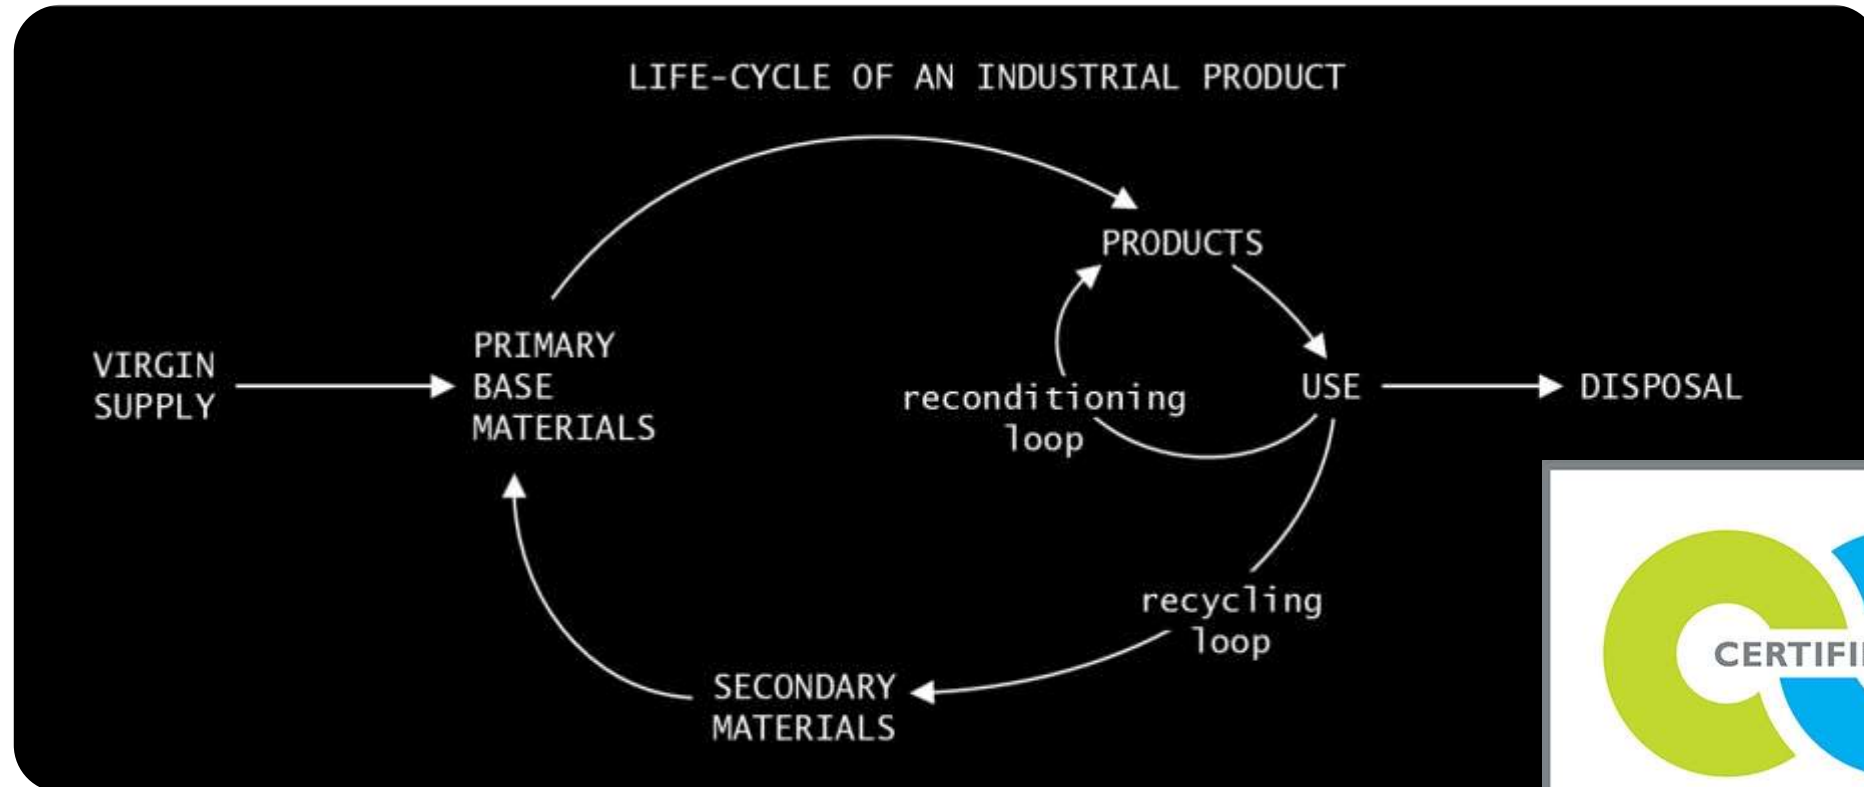 LIFE-CYCLE OF AN INDUSTRIAL PRODUCT
PRODUCTS
VIRGIN
SUPPLY
PRIMARY
BASE
MATERIALS
reconditioning
loop
USE
DISPOSAL
recycling
loop
SECONDARY
MATERIALS